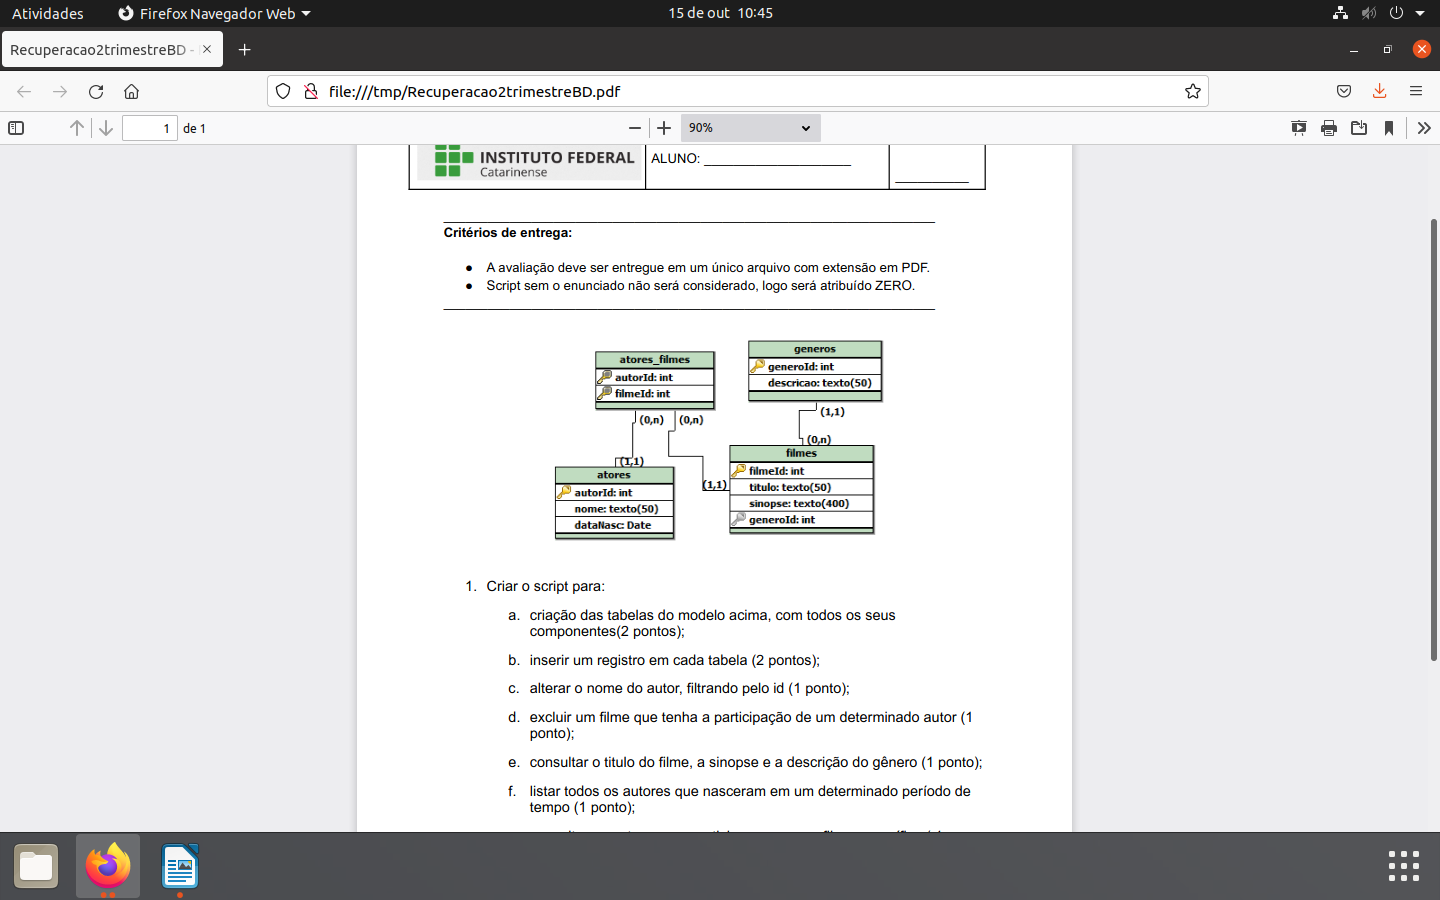 Atividades
Firefox Navegador Web
15 de out 10:45
Recuperacao2trimestreBD -
file:///tmp/Recuperacao2trimestreBD.pdf
1 de 1
90%
INSTITUTO FEDERAL
Catarinense
ALUNO: ____________________
__________
Critérios de entrega:
● A avaliação deve ser entregue em um único arquivo com extensão em PDF.
● Script sem o enunciado não será considerado, logo será atribuído ZERO.
atores_filmes
autorId: int
filmeId: int
generos
generoId: int
descricao: texto(50)
(0,n)
(0,n)
(1,1)
(0,n)
(1,1)
(1,1)
atores
autorId: int
nome: texto(50)
dataNasc: Date
filmes
filmeId: int
titulo: texto(50)
sinopse: texto(400)
generoId: int
1. Criar o script para:
a. criação das tabelas do modelo acima, com todos os seus
componentes(2 pontos);
b. inserir um registro em cada tabela (2 pontos);
c. alterar o nome do autor, filtrando pelo id (1 ponto);
d. excluir um filme que tenha a participação de um determinado autor (1
ponto);
e. consultar o titulo do filme, a sinopse e a descrição do gênero (1 ponto);
f. listar todos os autores que nasceram em um determinado período de
tempo (1 ponto);